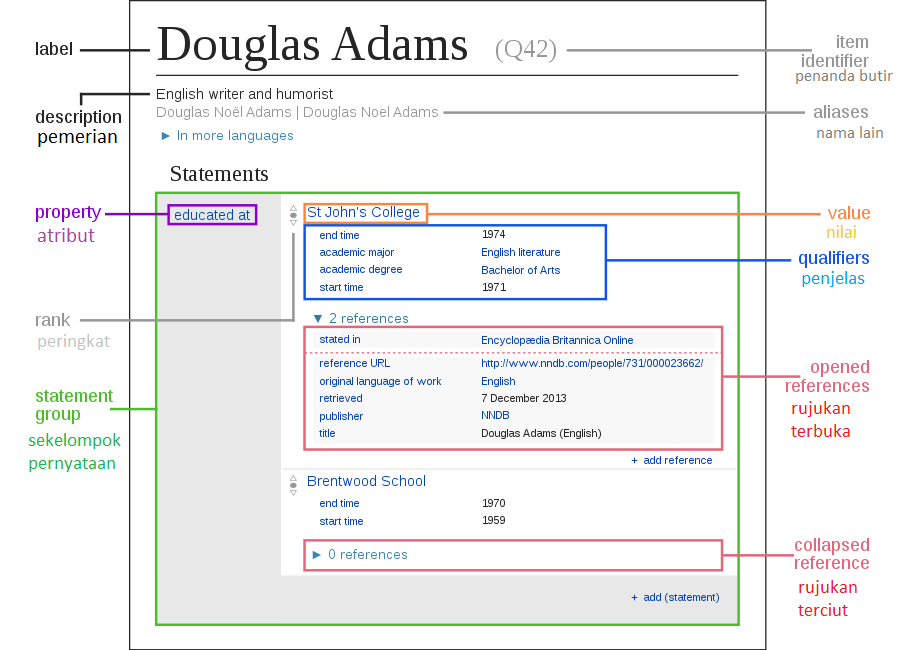 label
Douglas Adams (Q42)
item
identifier
penanda butir
description
pemerian
English writer and humorist
Douglas Noël Adams | Douglas Noel Adams
aliases
nama lain
► In more languages
Statements
property
atribut
educated at
St John's College
value
nilai
end time 1974
academic major English literature
academic degree Bachelor of Arts
start time 1971
qualifiers
penjelas
rank
peringkat
▼ 2 references
stated in Encyclopædia Britannica Online
reference URL http://www.nndb.com/people/731/000023662/
original language of work English
retrieved 7 December 2013
publisher NNDB
title Douglas Adams (English)
opened
references
rujukan
terbuka
statement
group
sekelompok
pernyataan
+ add reference
Brentwood School
end time 1970
start time 1959
► 0 references
collapsed
reference
rujukan
terciut
+ add (statement)